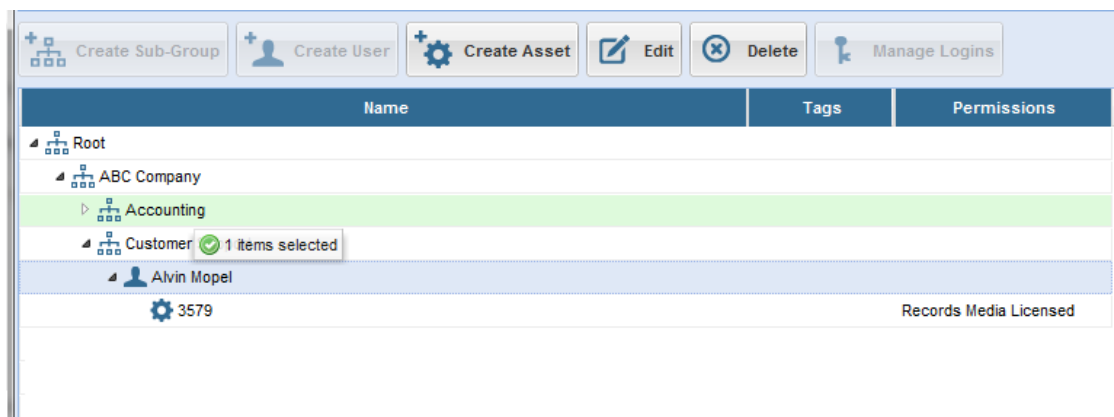 Create Sub-Group Create User Create Asset Edit Delete Manage Logins
Name Tags Permissions
Root
ABC Company
Accounting
Customer 1 items selected
Alvin Mopel
3579 Records Media Licensed